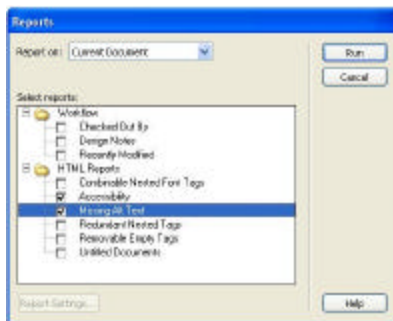 Reports
Report on: Current Document
Run
Cancel
Select reports:
Workflow
Checked Out By
Design Notes
Recently Modified
HTML Reports
Combinable Nested Font Tags
Accessibility
Missing Alt Text
Redundant Nested Tags
Removable Empty Tags
Untitled Documents
Report Settings...
Help